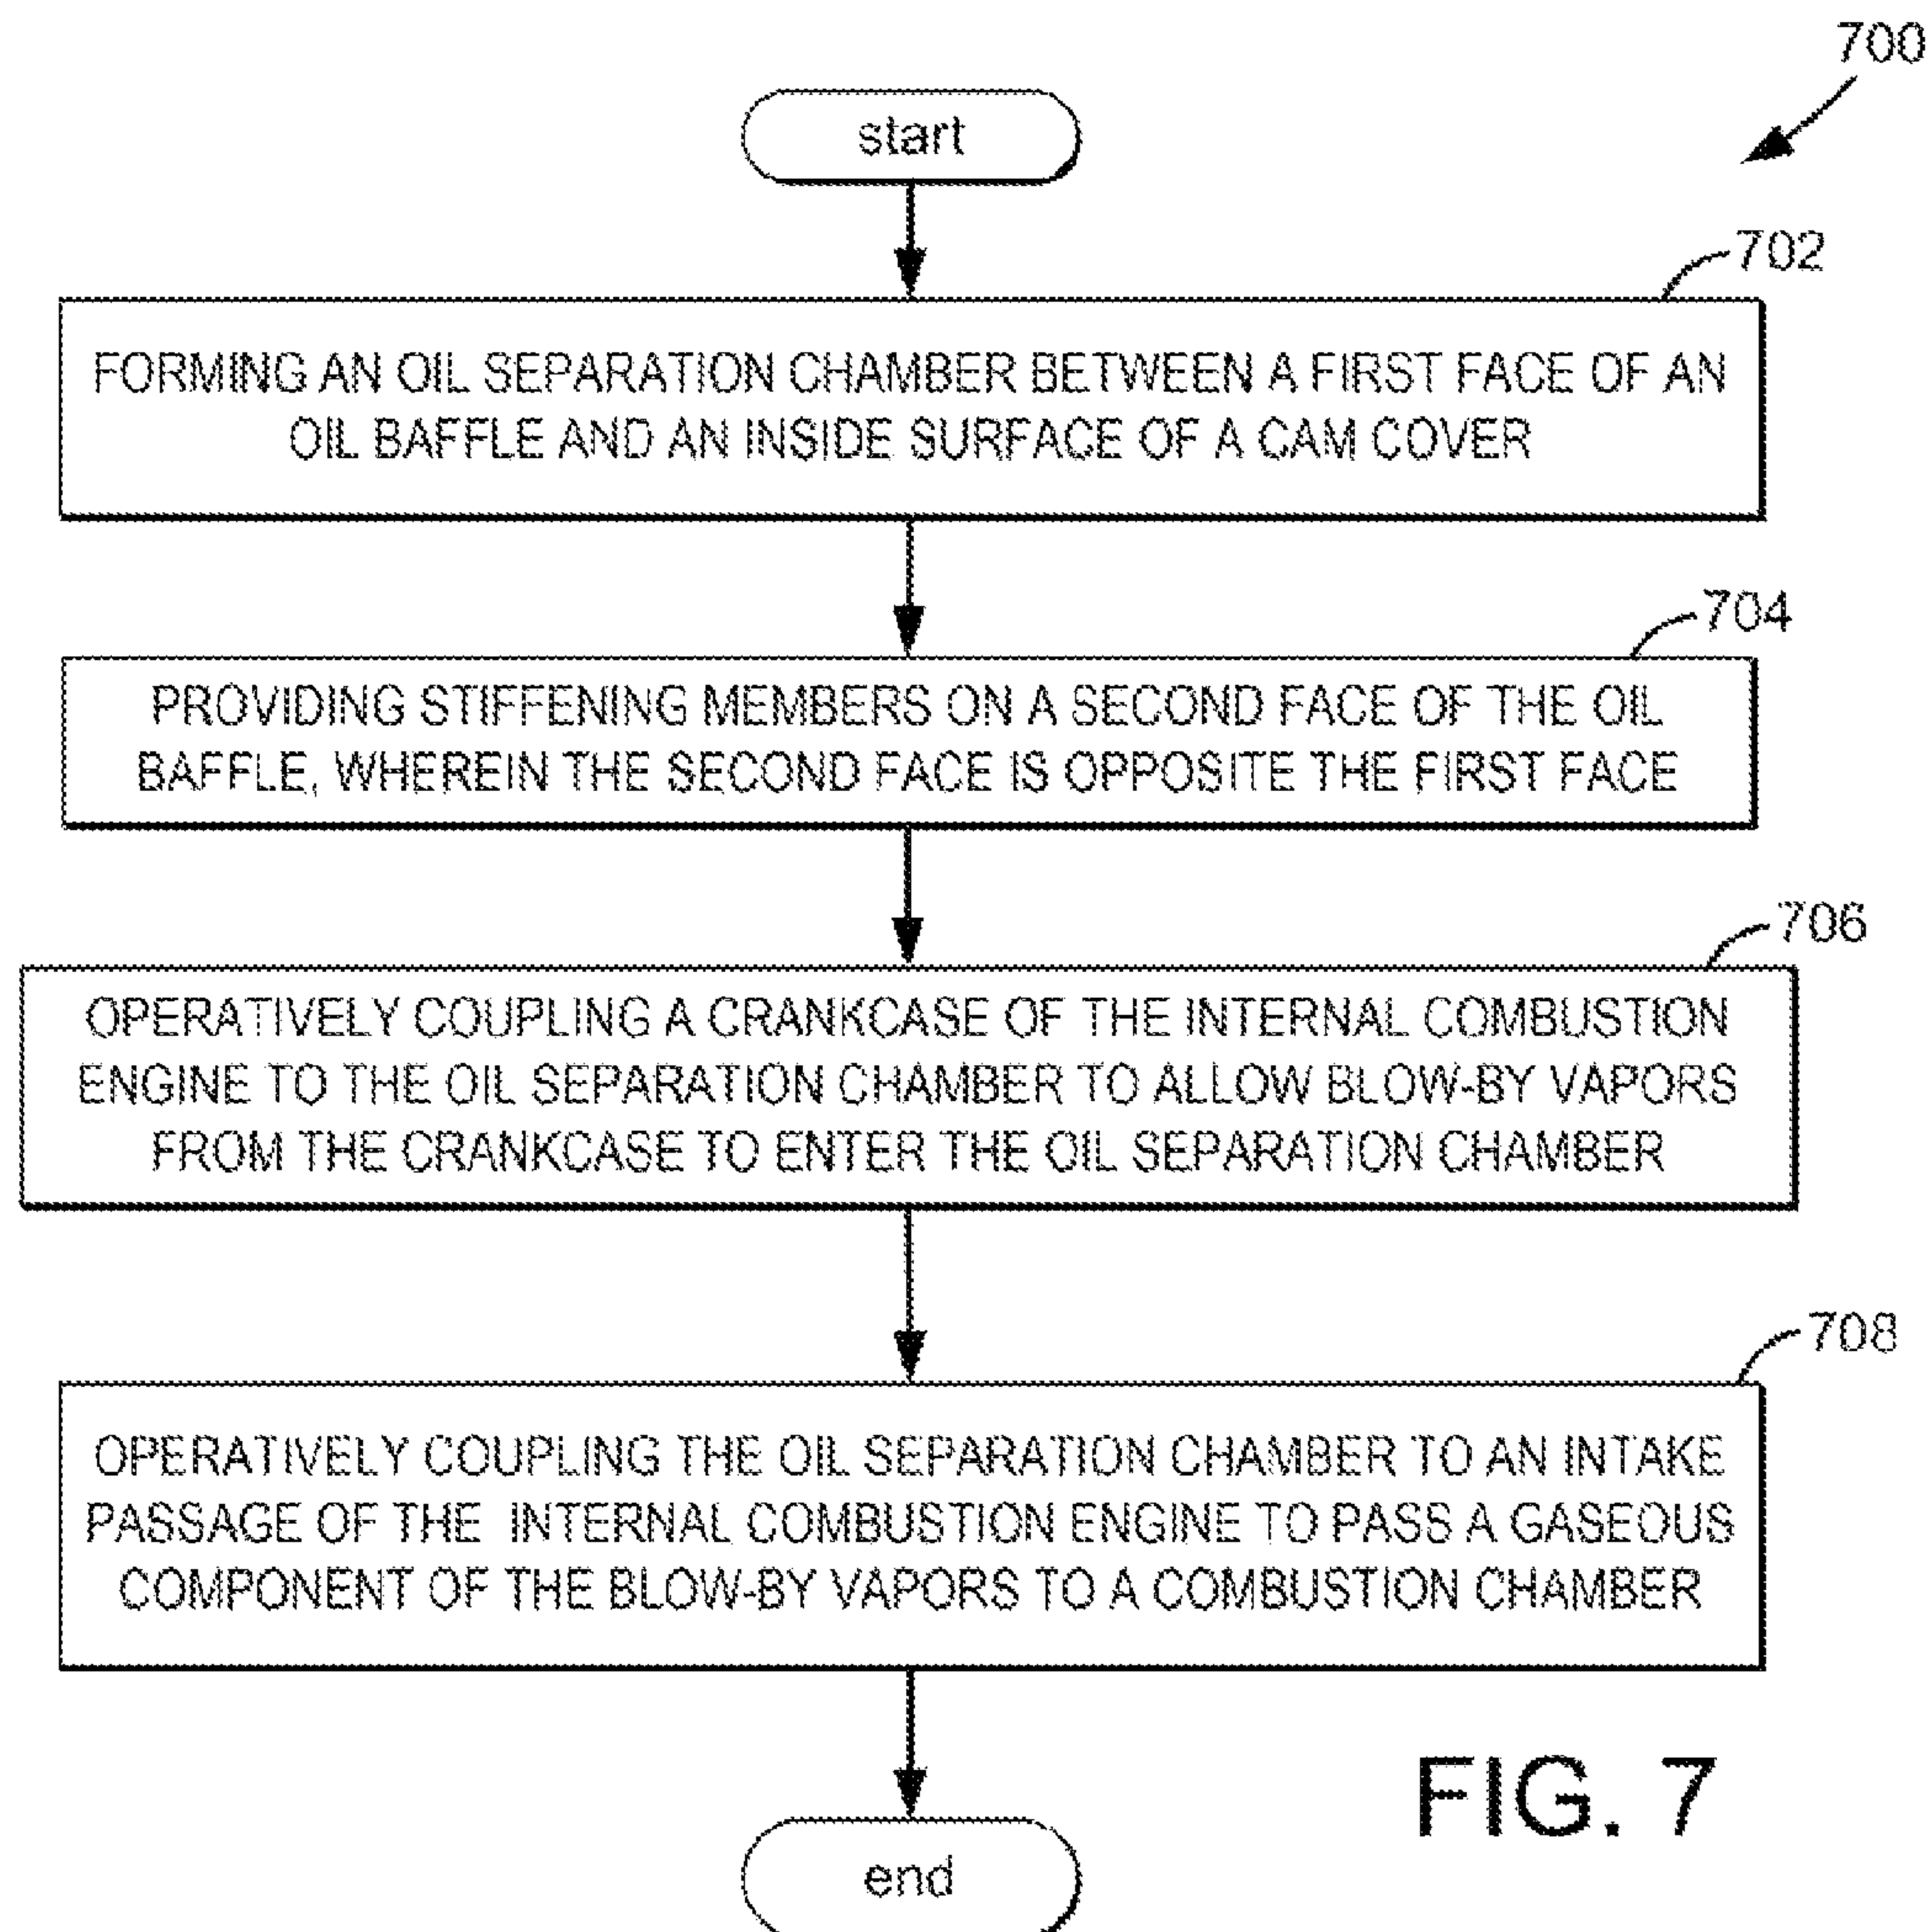 700
start
702
FORMING AN OIL SEPARATION CHAMBER BETWEEN A FIRST FACE OF AN
OIL BAFFLE AND AN INSIDE SURFACE OF A CAM COVER
704
PROVIDING STIFFENING MEMBERS ON A SECOND FACE OF THE OIL
BAFFLE, WHEREIN THE SECOND FACE IS OPPOSITE THE FIRST FACE
706
OPERATIVELY COUPLING A CRANKCASE OF THE INTERNAL COMBUSTION
ENGINE TO THE OIL SEPARATION CHAMBER TO ALLOW BLOW-BY VAPORS
FROM THE CRANKCASE TO ENTER THE OIL SEPARATION CHAMBER
708
OPERATIVELY COUPLING THE OIL SEPARATION CHAMBER TO AN INTAKE
PASSAGE OF THE INTERNAL COMBUSTION ENGINE TO PASS A GASEOUS
COMPONENT OF THE BLOW-BY VAPORS TO A COMBUSTION CHAMBER
FIG. 7
end